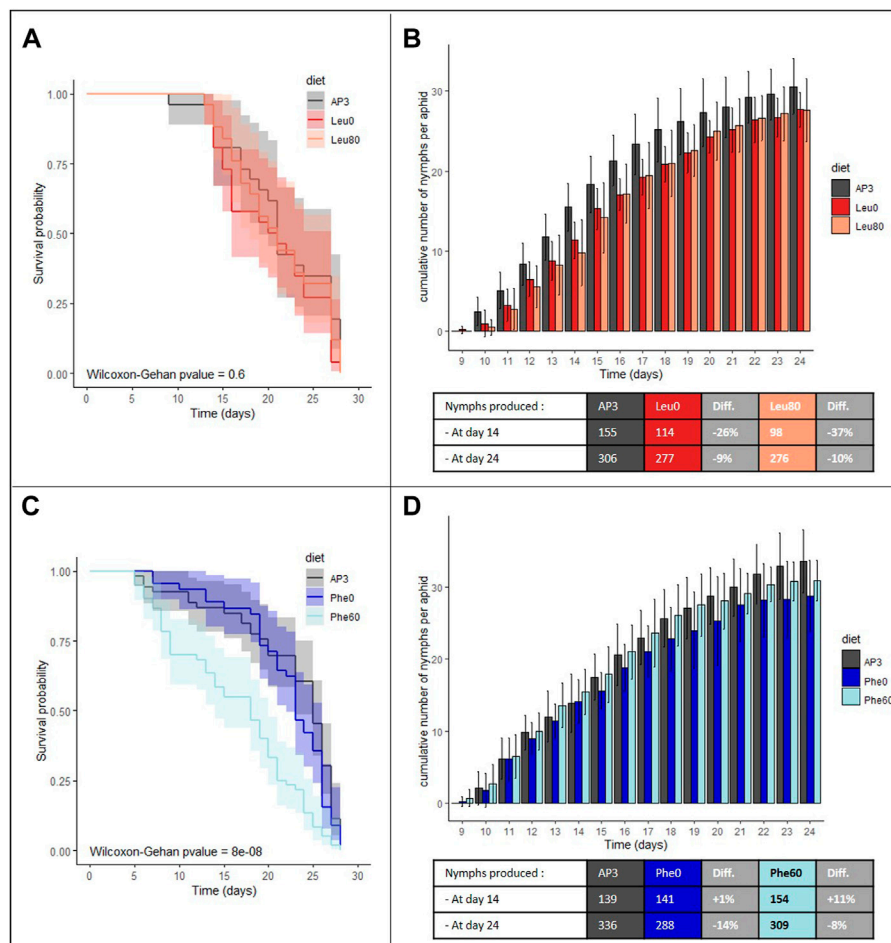 A
diet
AP3
Leu0
Leu80
Survival probability
1.00
0.75
0.50
0.25
0.00
Wilcoxon-Gehan pvalue = 0.6
0 5 10 15 20 25 30
Time (days)
B
cumulative number of nymphs per aphid
30
20
10
0
diet
AP3
Leu0
Leu80
9 10 11 12 13 14 15 16 17 18 19 20 21 22 23 24
Time (days)
Nymphs produced : AP3 Leu0 Diff. Leu80 Diff.
- At day 14 155 114 -26% 98 -37%
- At day 24 306 277 -9% 276 -10%
C
diet
AP3
Phe0
Phe60
Survival probability
1.00
0.75
0.50
0.25
0.00
Wilcoxon-Gehan pvalue = 8e-08
0 5 10 15 20 25 30
Time (days)
D
cumulative number of nymphs per aphid
30
20
10
0
diet
AP3
Phe0
Phe60
9 10 11 12 13 14 15 16 17 18 19 20 21 22 23 24
Time (days)
Nymphs produced : AP3 Phe0 Diff. Phe60 Diff.
- At day 14 139 141 +1% 154 +11%
- At day 24 336 288 -14% 309 -8%